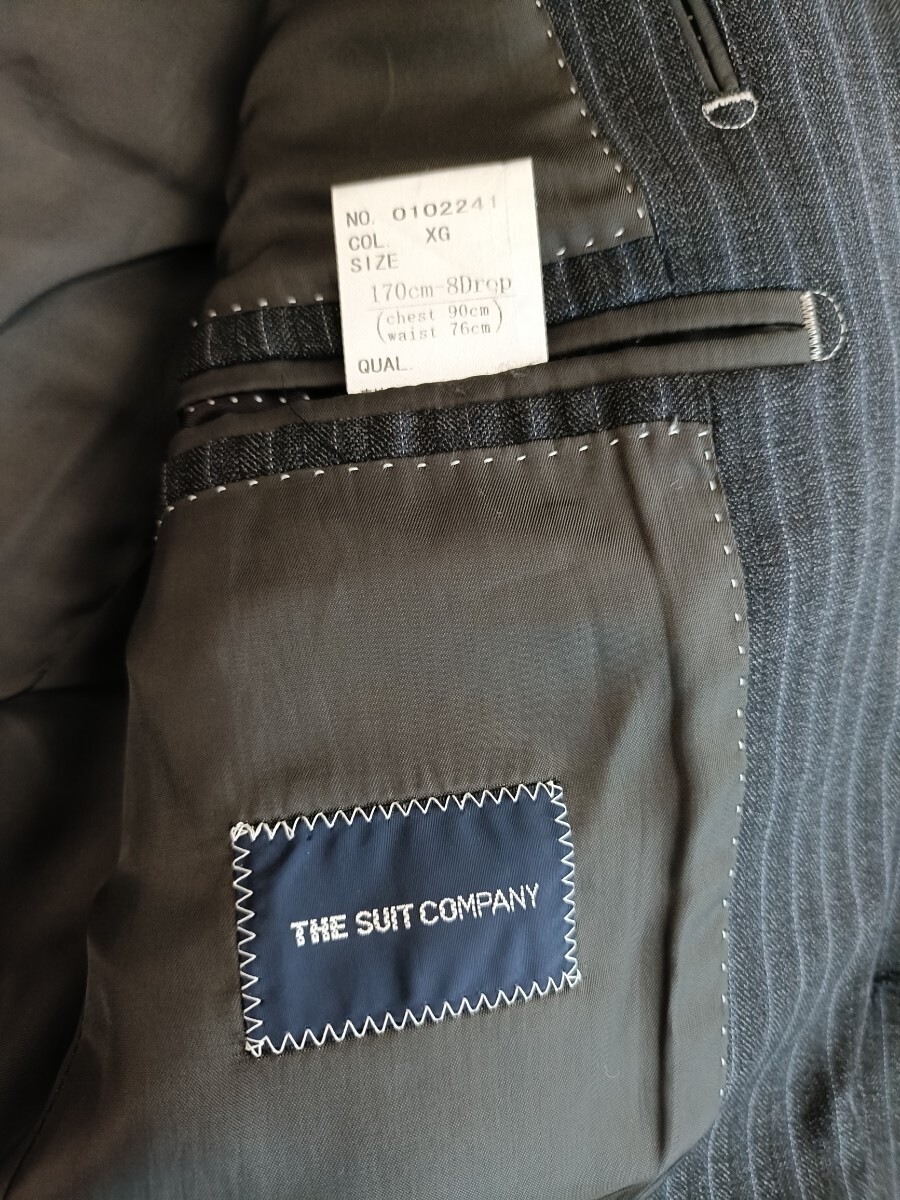 NO. 0102241
COL. XG
SIZE
170cm-8Drop
(chest 90cm
waist 76cm)
QUAL.
THE SUIT COMPANY